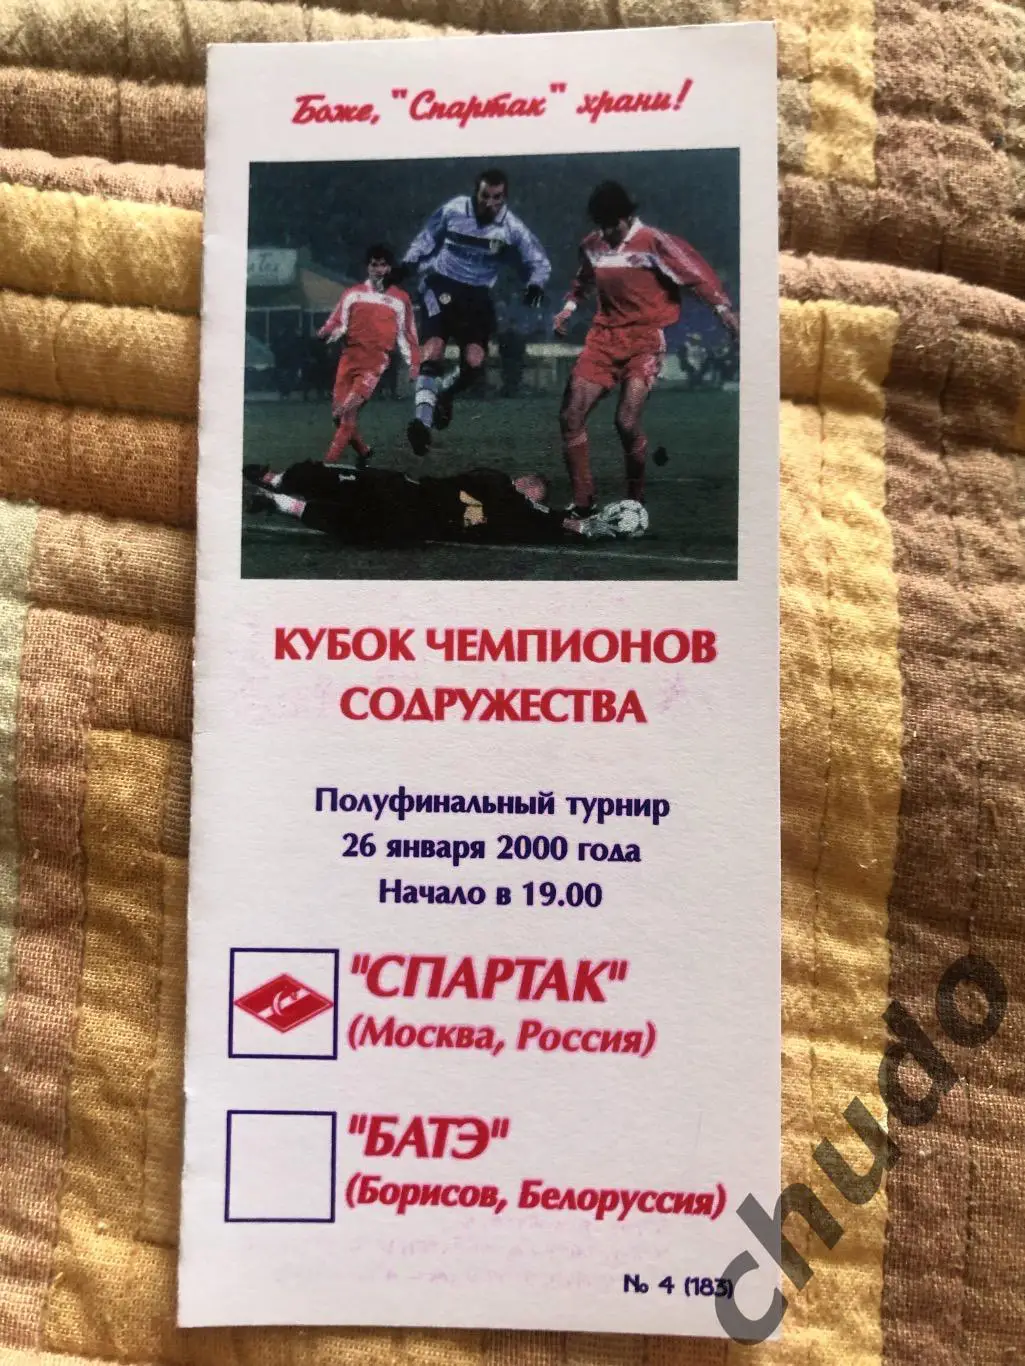 Боже, "Спартак" храни!
КУБОК ЧЕМПИОНОВ
СОДРУЖЕСТВА
Полуфинальный турнир
26 января 2000 года
Начало в 19.00
"СПАРТАК"
(Москва, Россия)
"БАТЭ"
(Борисов, Белоруссия)
№ 4 (183)
chudo